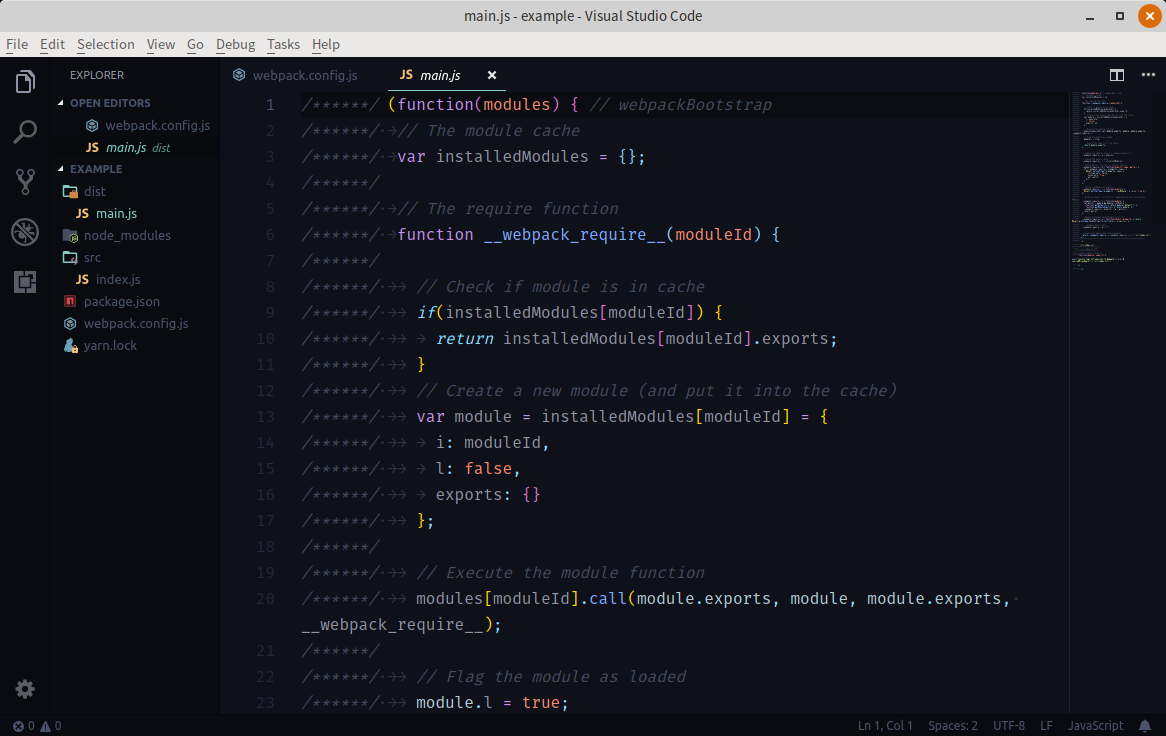 main.js - example - Visual Studio Code
File Edit Selection View Go Debug Tasks Help
EXPLORER
OPEN EDITORS
webpack.config.js
JS main.js dist
EXAMPLE
dist
JS main.js
node_modules
src
JS index.js
package.json
webpack.config.js
yarn.lock
webpack.config.js JS main.js
1 /******/ (function(modules) { // webpackBootstrap
2 /******/ // The module cache
3 /******/ var installedModules = {};
4 /******/
5 /******/ // The require function
6 /******/ function __webpack_require__(moduleId) {
7 /******/
8 /******/ // Check if module is in cache
9 /******/ if(installedModules[moduleId]) {
10 /******/ return installedModules[moduleId].exports;
11 /******/ }
12 /******/ // Create a new module (and put it into the cache)
13 /******/ var module = installedModules[moduleId] = {
14 /******/ i: moduleId,
15 /******/ l: false,
16 /******/ exports: {}
17 /******/ };
18 /******/
19 /******/ // Execute the module function
20 /******/ modules[moduleId].call(module.exports, module, module.exports,
__webpack_require__);
21 /******/
22 /******/ // Flag the module as loaded
23 /******/ module.l = true;
0 0 Ln 1, Col 1 Spaces: 2 UTF-8 LF JavaScript